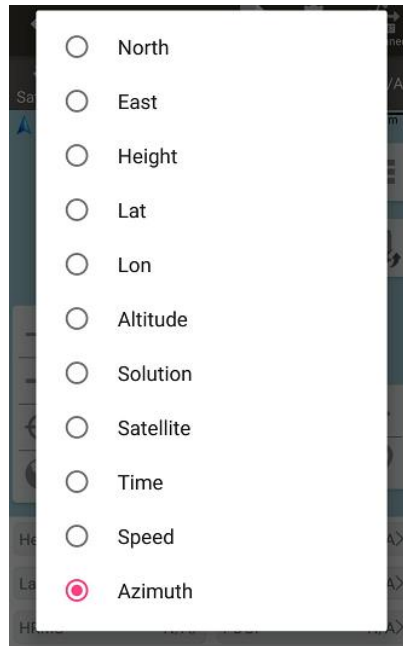 North
East
Height
Lat
Lon
Altitude
Solution
Satellite
Time
Speed
Azimuth